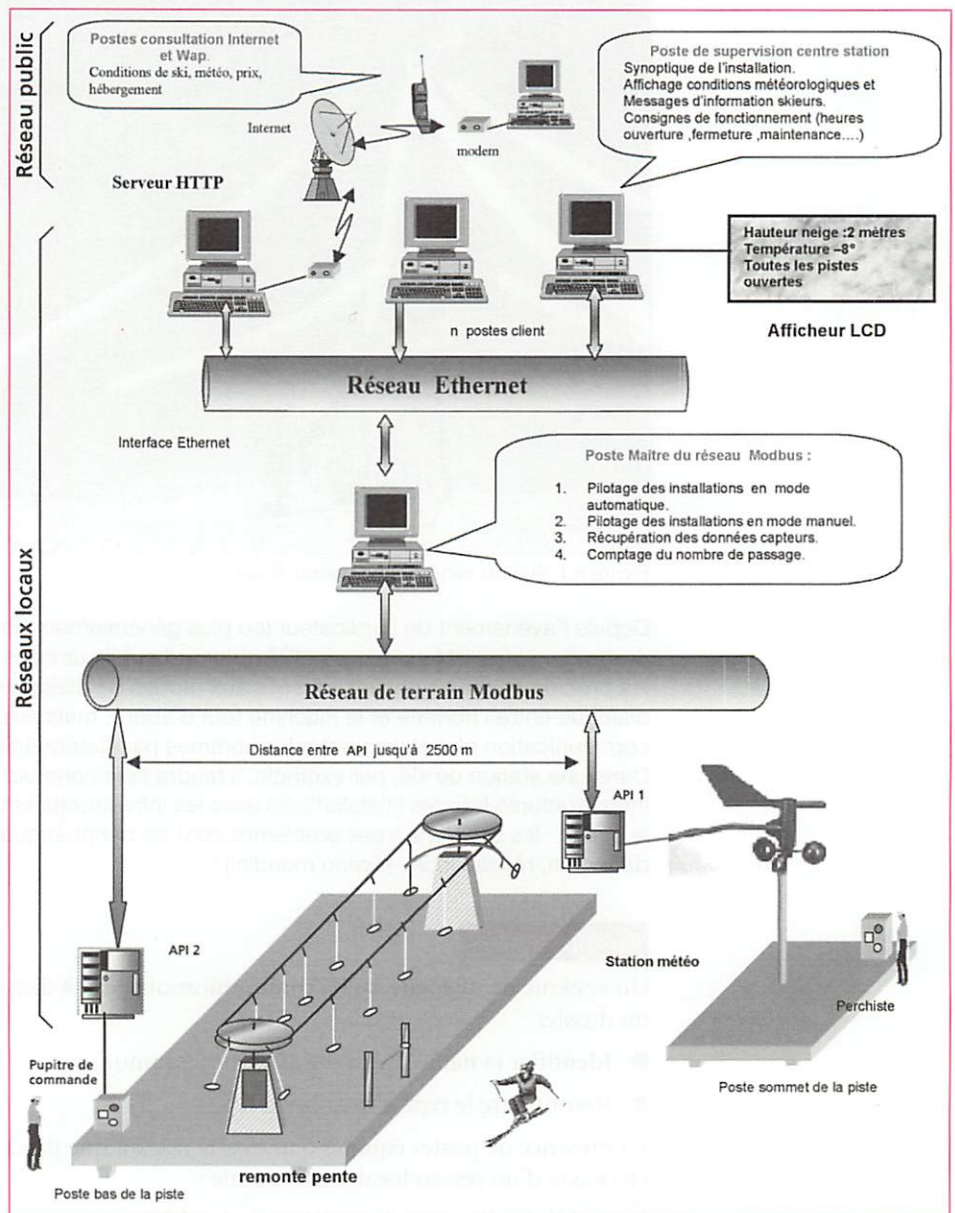 Réseau public
Postes consultation Internet
et Wap.
Conditions de ski, météo, prix,
hébergement
Poste de supervision centre station
Synoptique de l'installation.
Affichage conditions météorologiques et
Messages d'information skieurs.
Consignes de fonctionnement (heures
ouverture ,fermeture ,maintenance....)
Internet
modem
Serveur HTTP
Hauteur neige :2 mètres
Température –8°
Toutes les pistes
ouvertes
n postes client
Afficheur LCD
Réseau Ethernet
Interface Ethernet
Réseaux locaux
Poste Maître du réseau Modbus :
1. Pilotage des installations en mode
automatique.
2. Pilotage des installations en mode manuel.
3. Récupération des données capteurs.
4. Comptage du nombre de passage.
Réseau de terrain Modbus
Distance entre API jusqu'à 2500 m
API 1
API 2
Station météo
Perchiste
Pupitre de
commande
Poste sommet de la piste
remonte pente
Poste bas de la piste